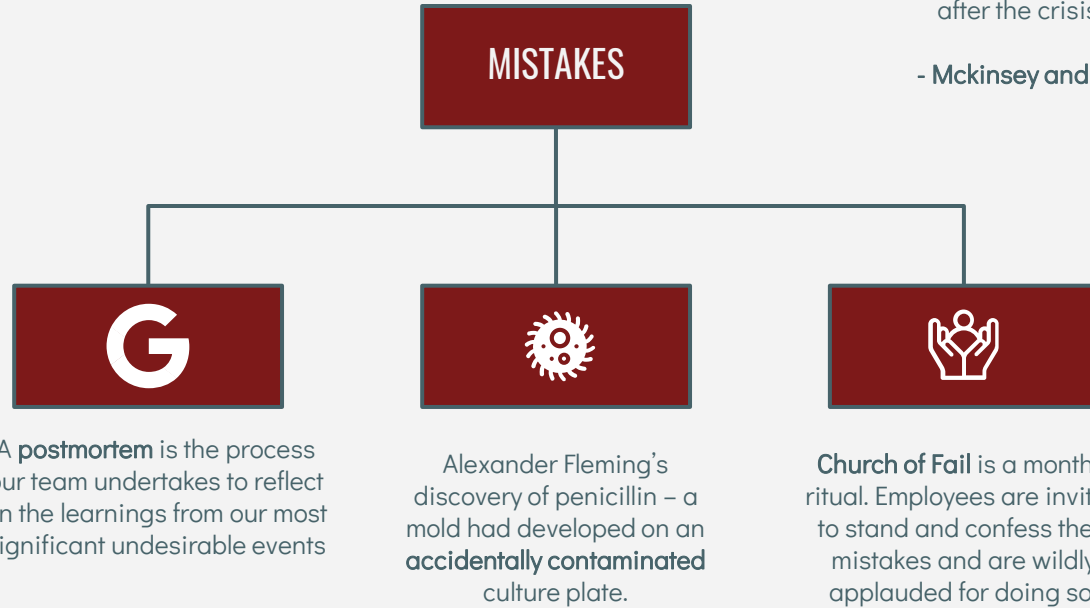 after the crisis
MISTAKES
- Mckinsey and
A postmortem is the process
our team undertakes to reflect
on the learnings from our most
significant undesirable events
Alexander Fleming's
discovery of penicillin – a
mold had developed on an
accidentally contaminated
culture plate.
Church of Fail is a month
ritual. Employees are invit
to stand and confess the
mistakes and are wildly
applauded for doing so